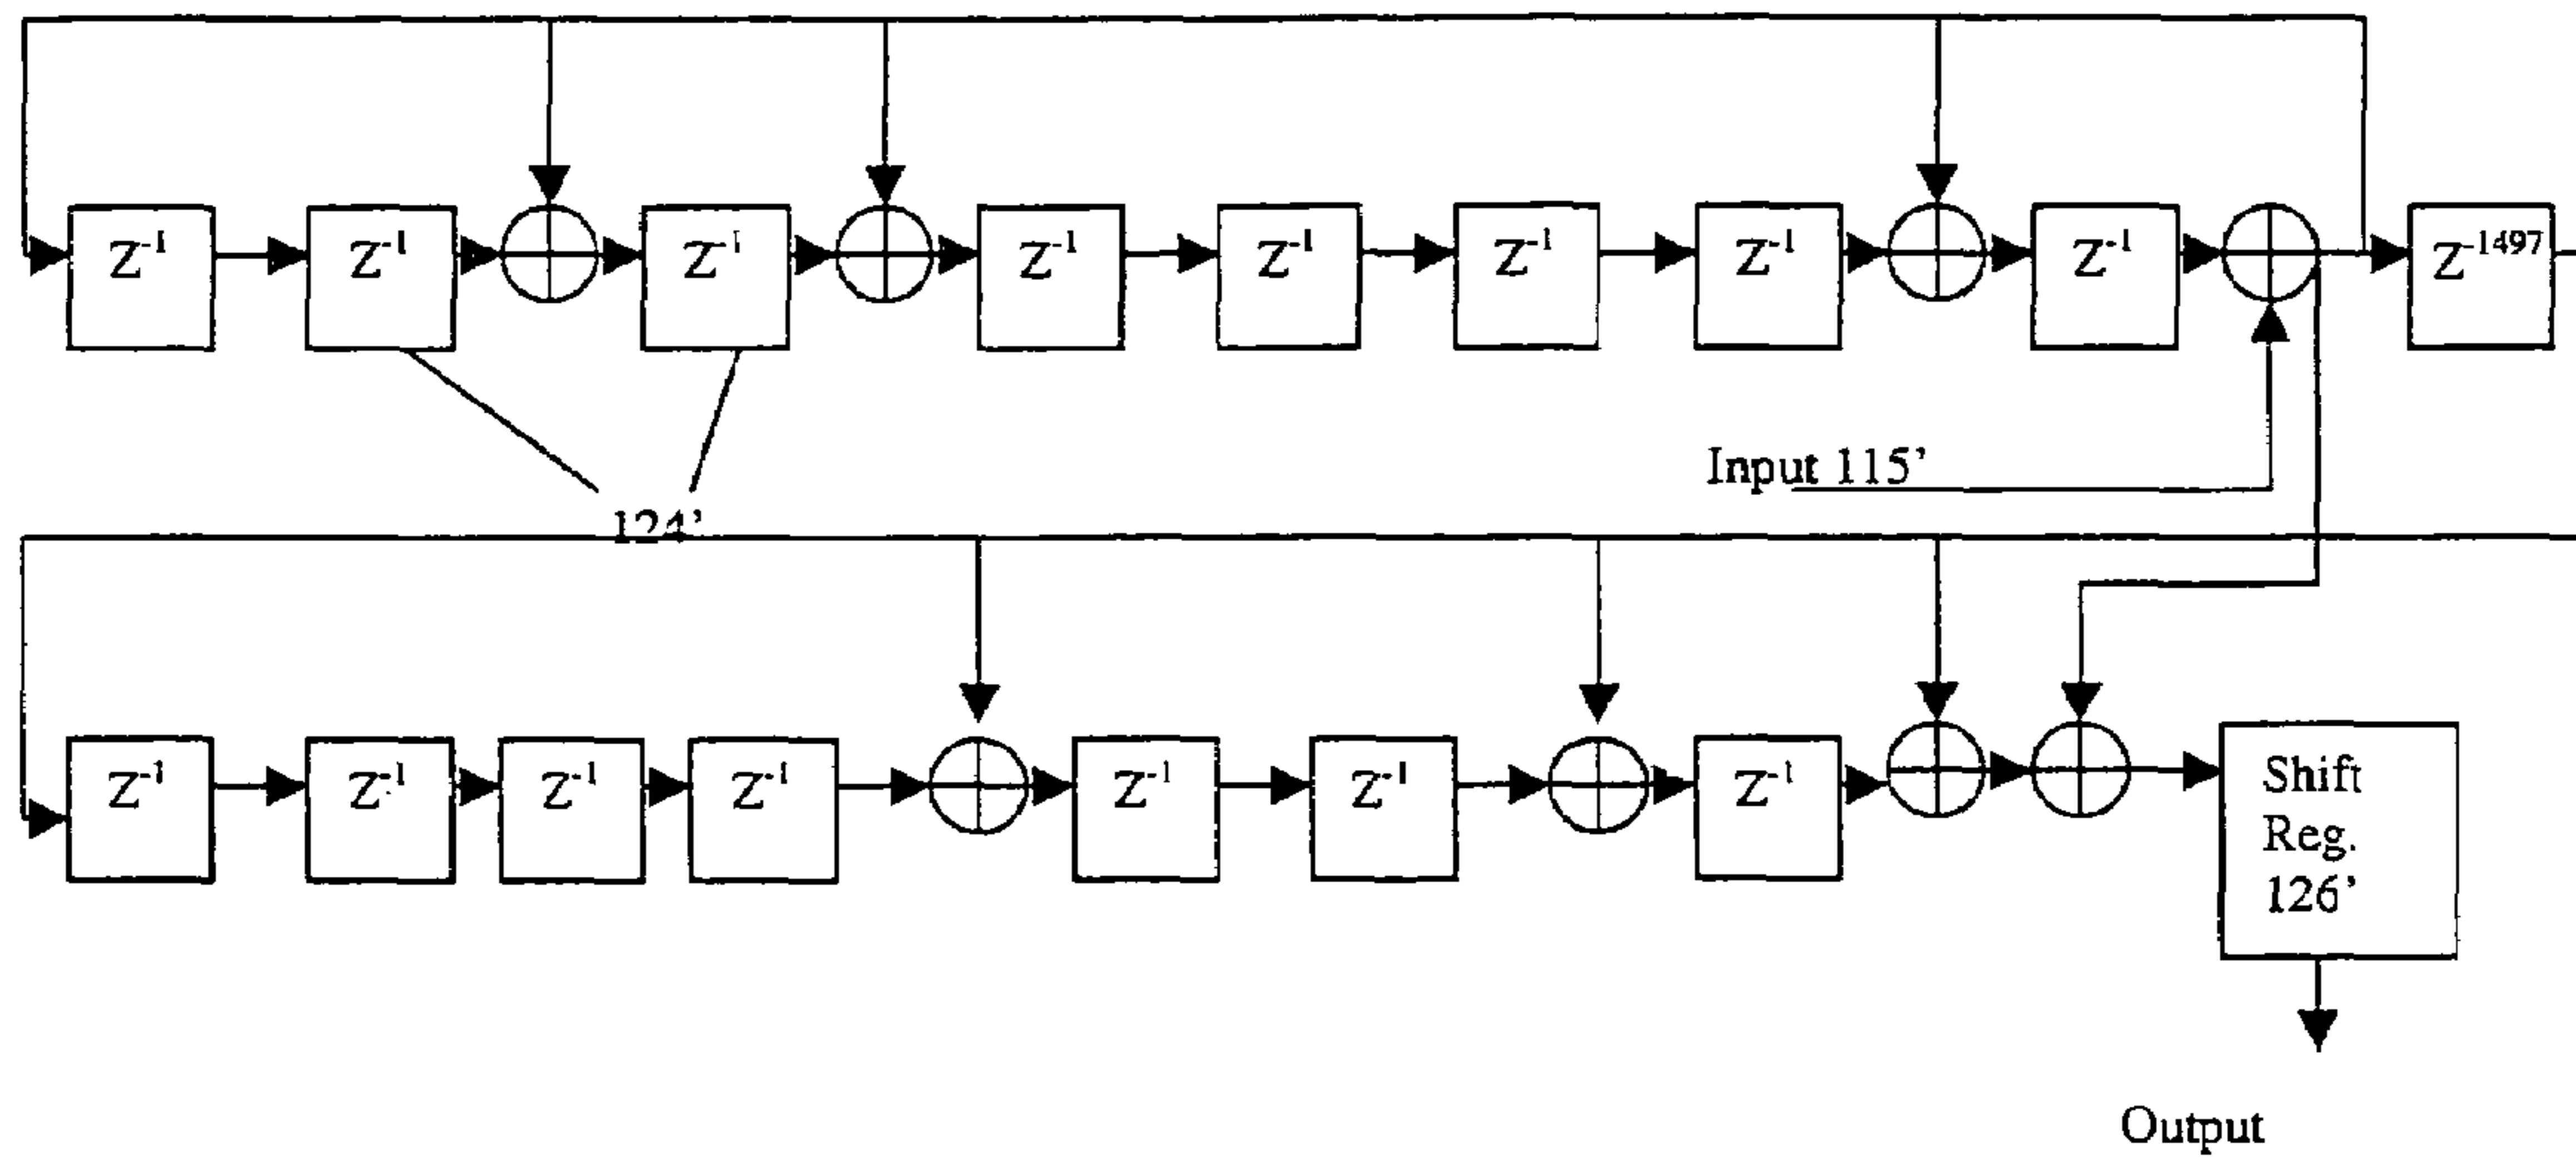 Z⁻¹ Z⁻¹ Z⁻¹ Z⁻¹ Z⁻¹ Z⁻¹ Z⁻¹ Z⁻¹ Z⁻¹⁴⁹⁷
Input 115’
124’
Z⁻¹ Z⁻¹ Z⁻¹ Z⁻¹ Z⁻¹ Z⁻¹ Z⁻¹
Shift
Reg.
126’
Output